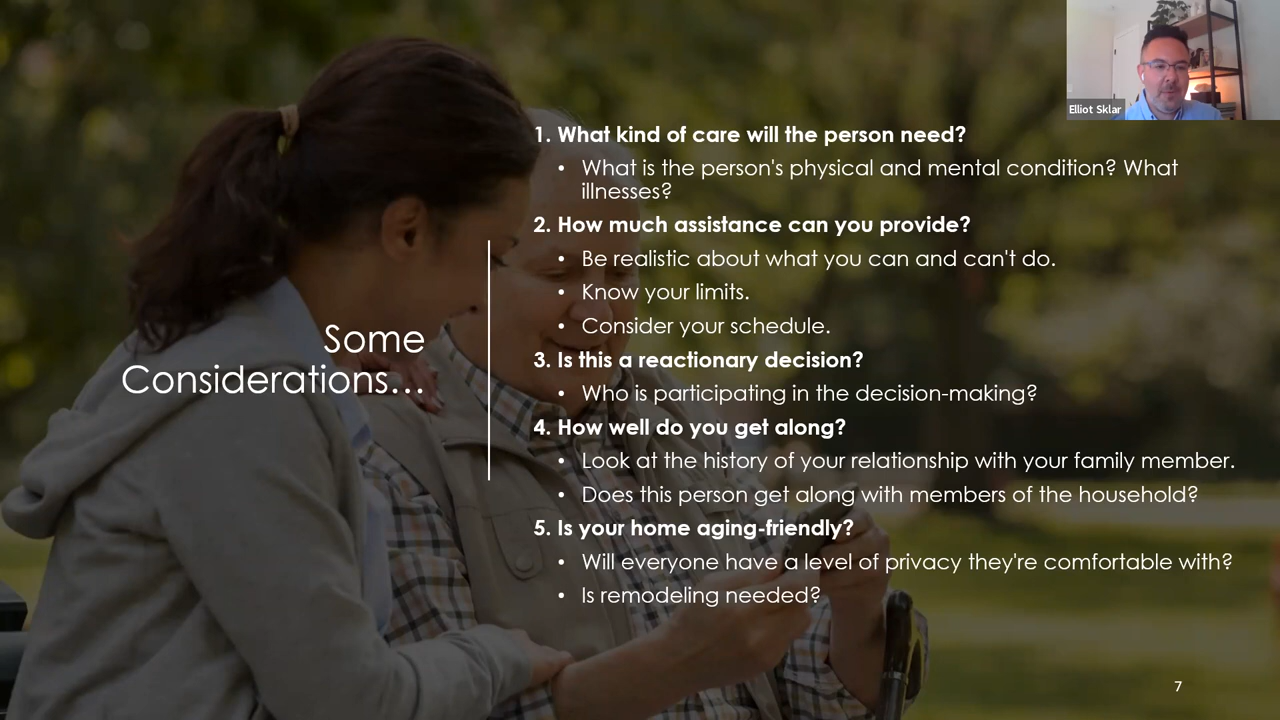 Elliot Sklar
Some
Considerations...
1. What kind of care will the person need?
• What is the person's physical and mental condition? What
illnesses?
2. How much assistance can you provide?
• Be realistic about what you can and can't do.
• Know your limits.
• Consider your schedule.
3. Is this a reactionary decision?
• Who is participating in the decision-making?
4. How well do you get along?
• Look at the history of your relationship with your family member.
• Does this person get along with members of the household?
5. Is your home aging-friendly?
• Will everyone have a level of privacy they're comfortable with?
• Is remodeling needed?
7